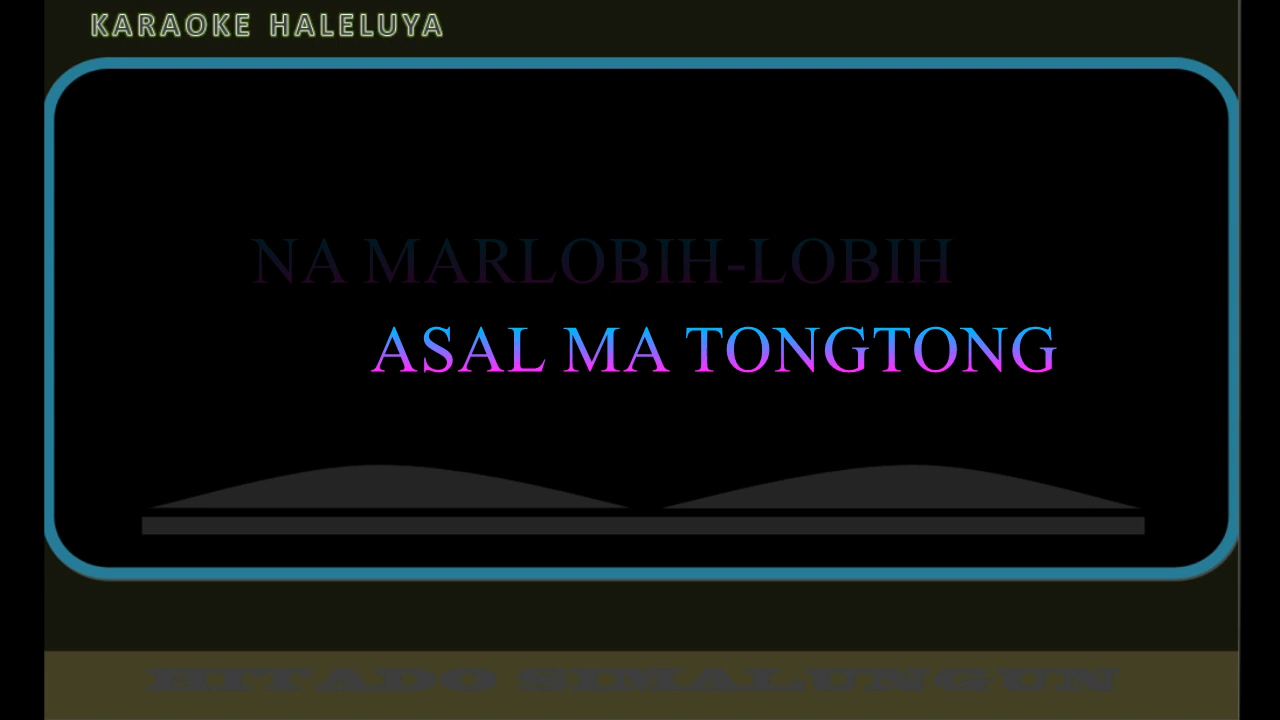 KARAOKE HALELUYA
NA MARLOBIH-LOBIH
ASAL MA TONGTONG
HITADO SIMALUNGUN